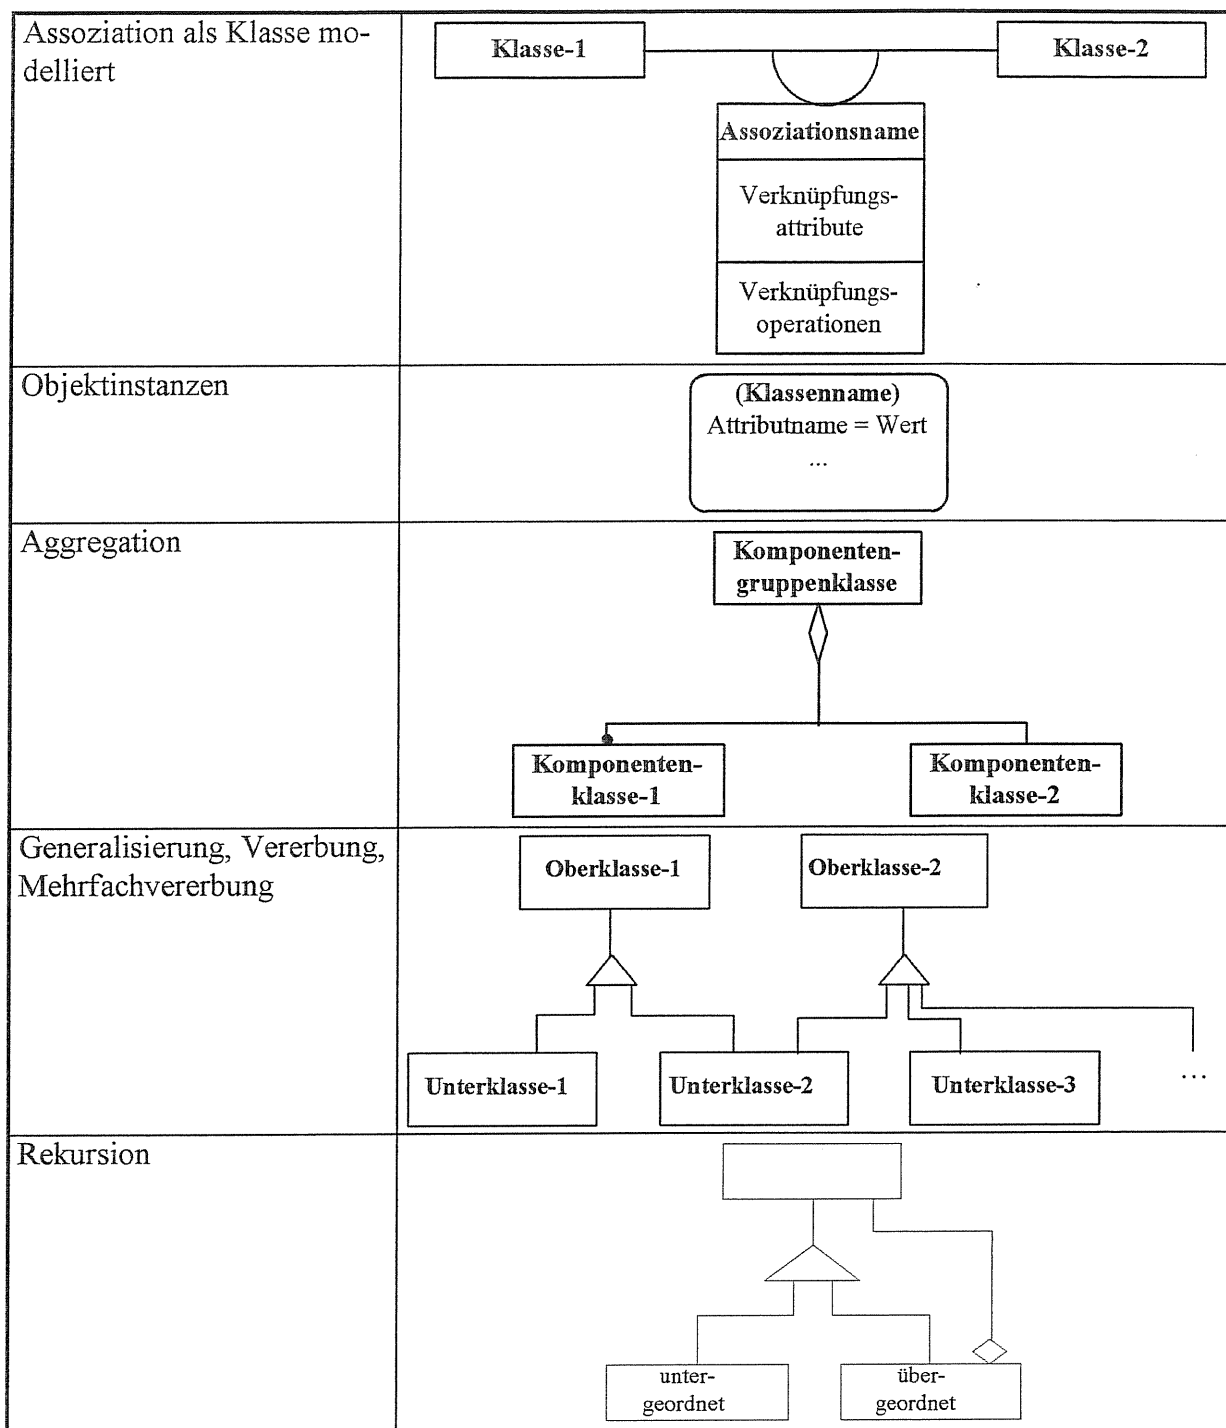 Assoziation als Klasse mo-
delliert
Klasse-1
Klasse-2
Assoziationsname
Verknüpfungs-
attribute
Verknüpfungs-
operationen
Objektinstanzen
(Klassenname)
Attributname = Wert
...
Aggregation
Komponenten-
gruppenklasse
Komponenten-
klasse-1
Komponenten-
klasse-2
Generalisierung, Vererbung,
Mehrfachvererbung
Oberklasse-1
Oberklasse-2
Unterklasse-1
Unterklasse-2
Unterklasse-3
...
Rekursion
unter-
geordnet
über-
geordnet